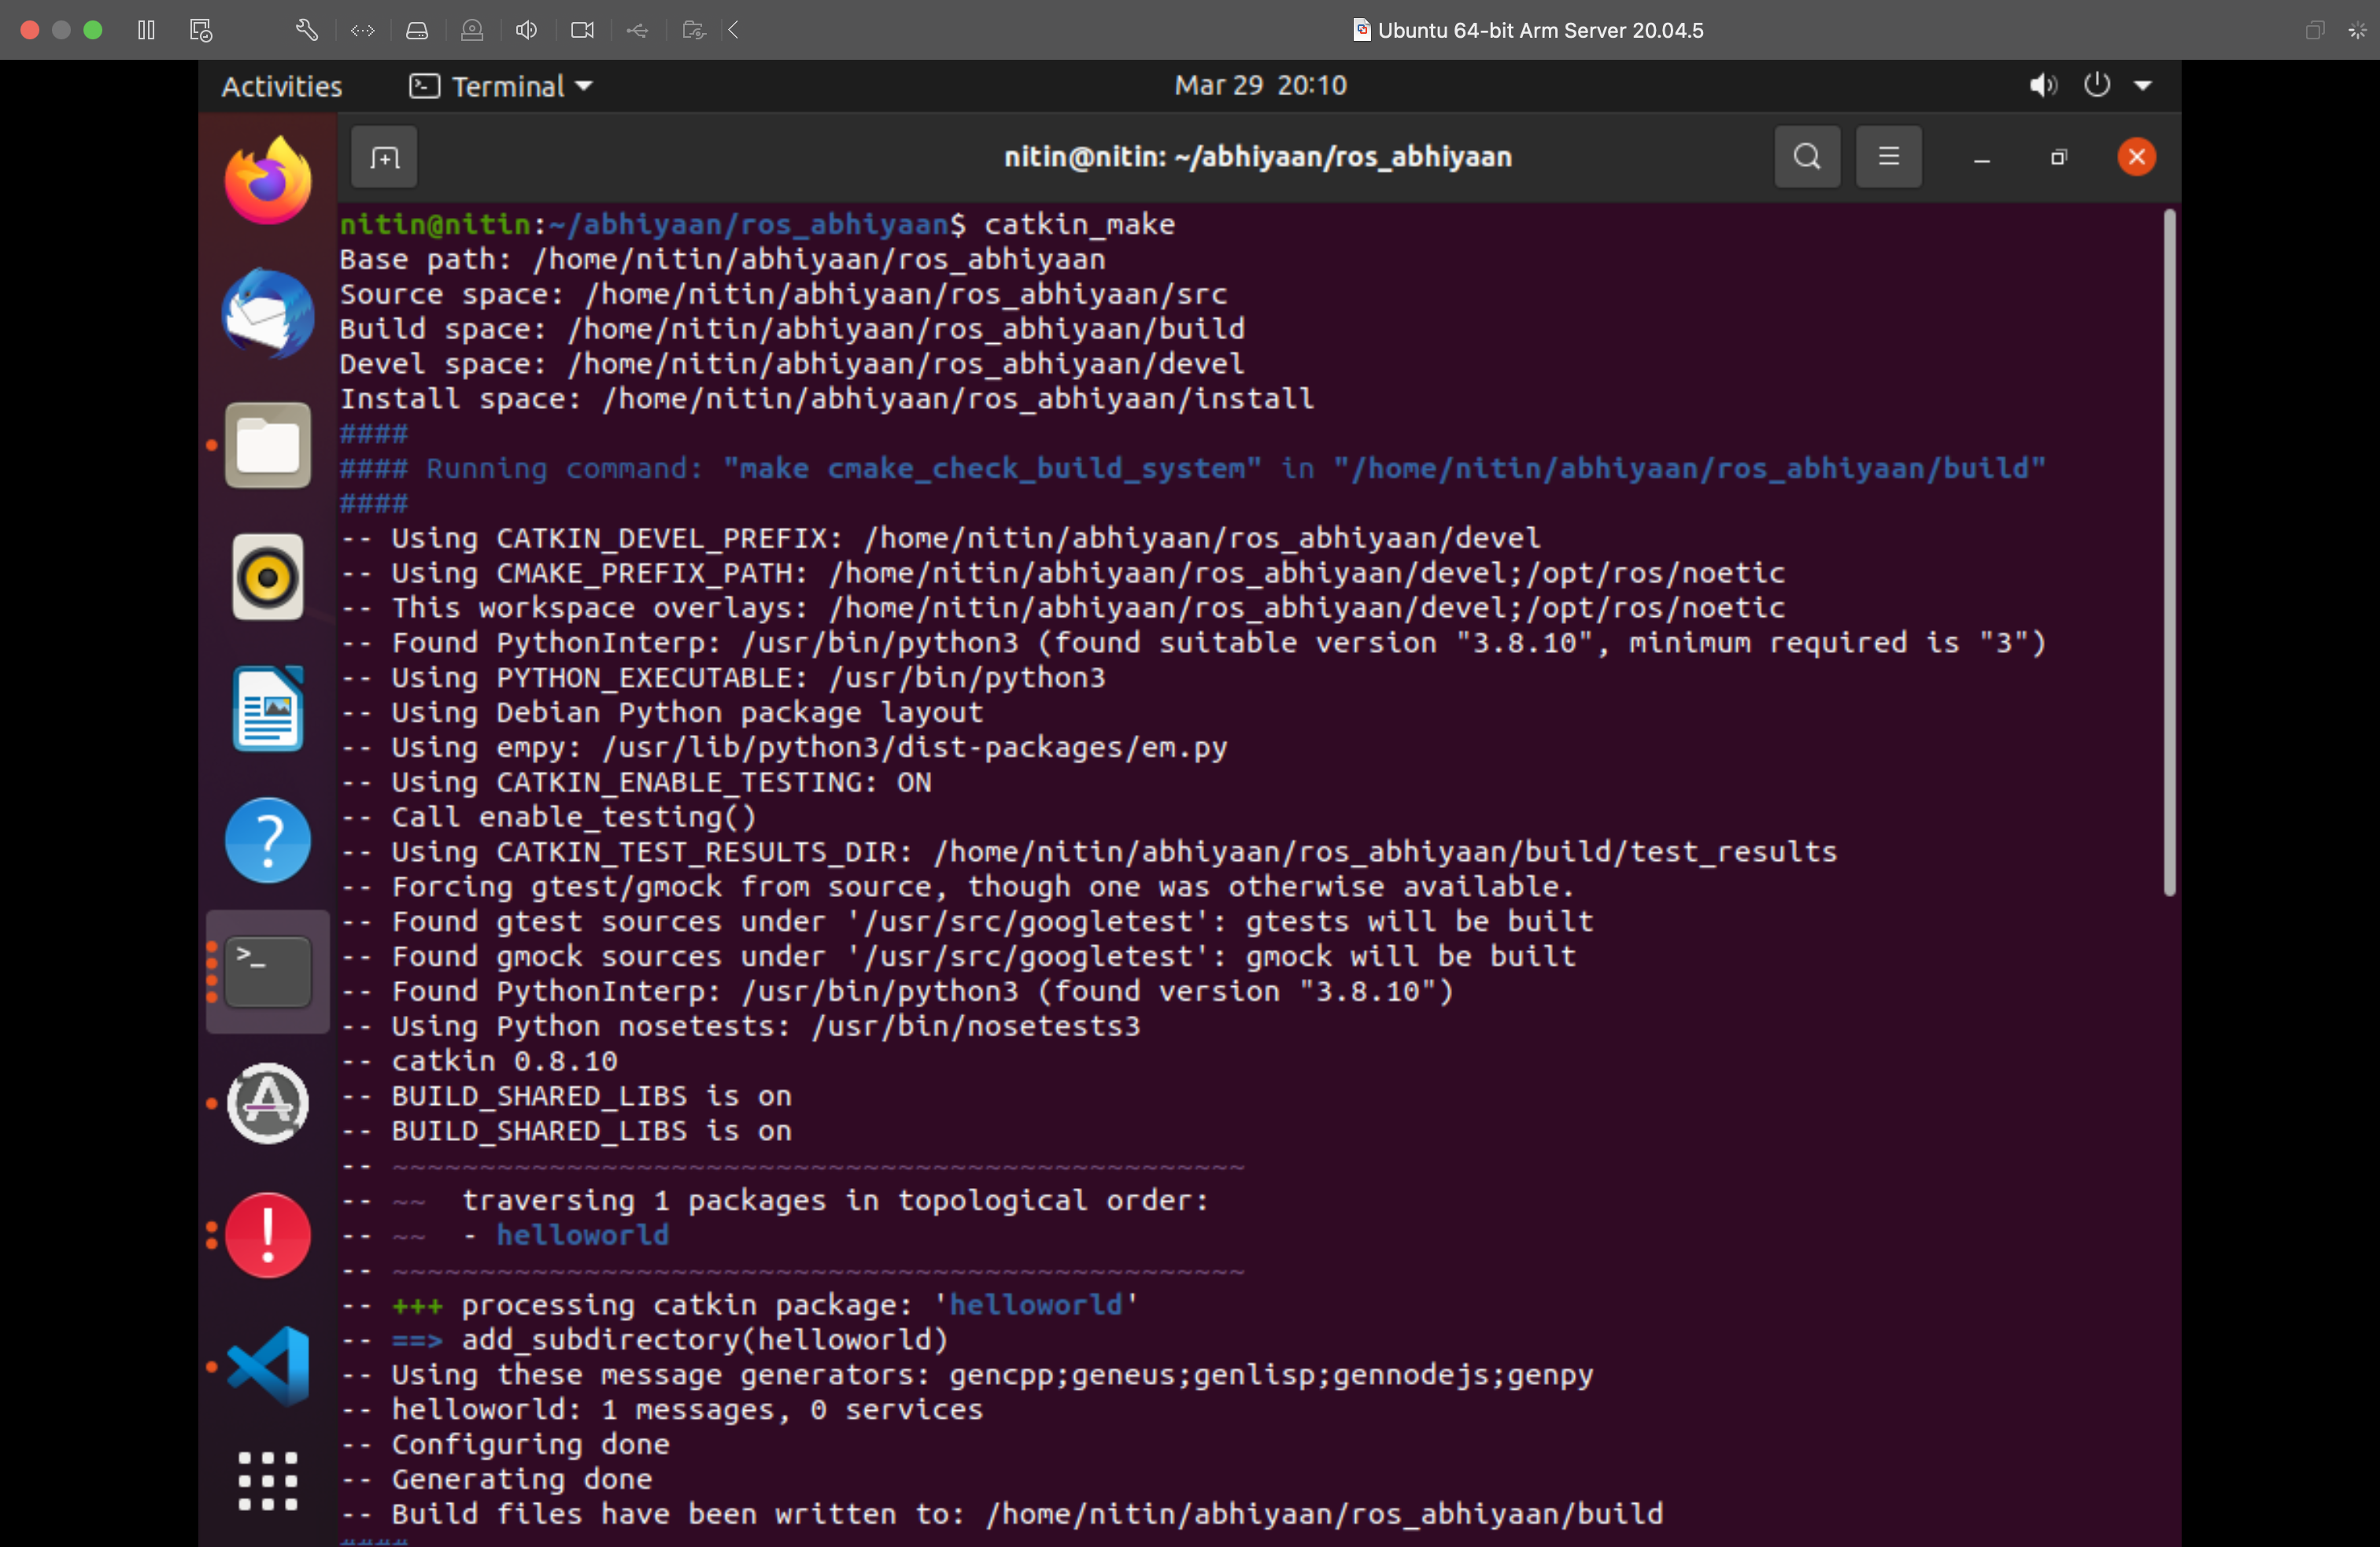 Ubuntu 64-bit Arm Server 20.04.5
Activities
Terminal
Mar 29 20:10
nitin@nitin: ~/abhiyaan/ros_abhiyaan
nitin@nitin:~/abhiyaan/ros_abhiyaan$ catkin_make
Base path: /home/nitin/abhiyaan/ros_abhiyaan
Source space: /home/nitin/abhiyaan/ros_abhiyaan/src
Build space: /home/nitin/abhiyaan/ros_abhiyaan/build
Devel space: /home/nitin/abhiyaan/ros_abhiyaan/devel
Install space: /home/nitin/abhiyaan/ros_abhiyaan/install
####
#### Running command: "make cmake_check_build_system" in "/home/nitin/abhiyaan/ros_abhiyaan/build"
####
-- Using CATKIN_DEVEL_PREFIX: /home/nitin/abhiyaan/ros_abhiyaan/devel
-- Using CMAKE_PREFIX_PATH: /home/nitin/abhiyaan/ros_abhiyaan/devel;/opt/ros/noetic
-- This workspace overlays: /home/nitin/abhiyaan/ros_abhiyaan/devel;/opt/ros/noetic
-- Found PythonInterp: /usr/bin/python3 (found suitable version "3.8.10", minimum required is "3")
-- Using PYTHON_EXECUTABLE: /usr/bin/python3
-- Using Debian Python package layout
-- Using empy: /usr/lib/python3/dist-packages/em.py
-- Using CATKIN_ENABLE_TESTING: ON
-- Call enable_testing()
-- Using CATKIN_TEST_RESULTS_DIR: /home/nitin/abhiyaan/ros_abhiyaan/build/test_results
-- Forcing gtest/gmock from source, though one was otherwise available.
-- Found gtest sources under '/usr/src/googletest': gtests will be built
-- Found gmock sources under '/usr/src/googletest': gmock will be built
-- Found PythonInterp: /usr/bin/python3 (found version "3.8.10")
-- Using Python nosetests: /usr/bin/nosetests3
-- catkin 0.8.10
-- BUILD_SHARED_LIBS is on
-- BUILD_SHARED_LIBS is on
-- ~~~~~~~~~~~~~~~~~~~~~~~~~~~~~~~~~~~~~~~~~~~~~~~~~
-- ~~  traversing 1 packages in topological order:
-- ~~  - helloworld
-- ~~~~~~~~~~~~~~~~~~~~~~~~~~~~~~~~~~~~~~~~~~~~~~~~~
-- +++ processing catkin package: 'helloworld'
-- ==> add_subdirectory(helloworld)
-- Using these message generators: gencpp;geneus;genlisp;gennodejs;genpy
-- helloworld: 1 messages, 0 services
-- Configuring done
-- Generating done
-- Build files have been written to: /home/nitin/abhiyaan/ros_abhiyaan/build
####